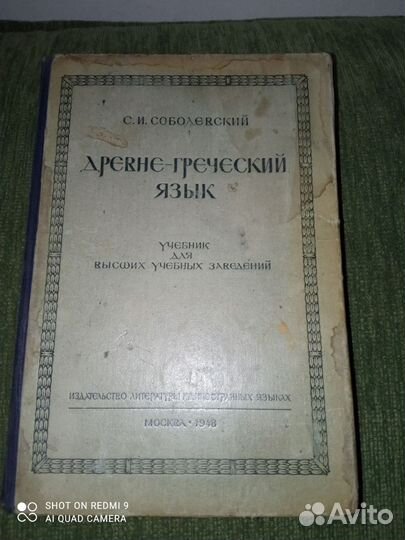 С. И. СОБОЛЕВСКИЙ
ДРЕВНЕ-ГРЕЧЕСКИЙ
ЯЗЫК
УЧЕБНИК
ДЛЯ
ВЫСШИХ УЧЕБНЫХ ЗАВЕДЕНИЙ
ИЗДАТЕЛЬСТВО ЛИТЕРАТУРЫ НА ИНОСТРАННЫХ ЯЗЫКАХ
МОСКВА · 1948
SHOT ON REDMI 9
AI QUAD CAMERA
Avito